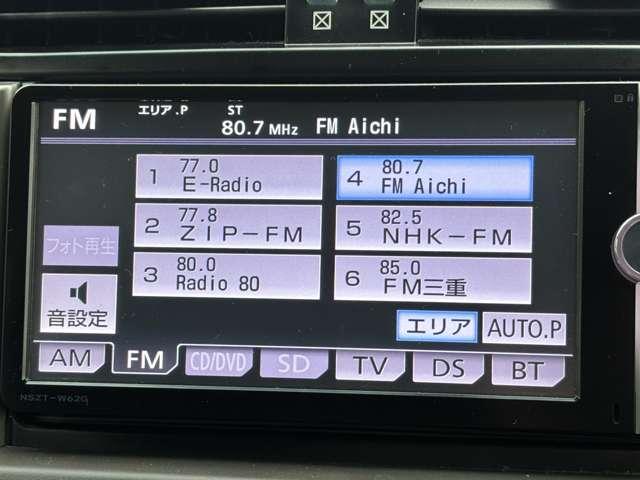 FM
エリア.P
ST
80.7 MHz FM Aichi
1 77.0 E-Radio
4 80.7 FM Aichi
2 77.8 ZIP-FM
5 82.5 NHK-FM
3 80.0 Radio 80
6 85.0 FM三重
フォト再生
音設定
エリア
AUTO.P
AM
FM
CD/DVD
SD
TV
DS
BT
NSZT-W62G